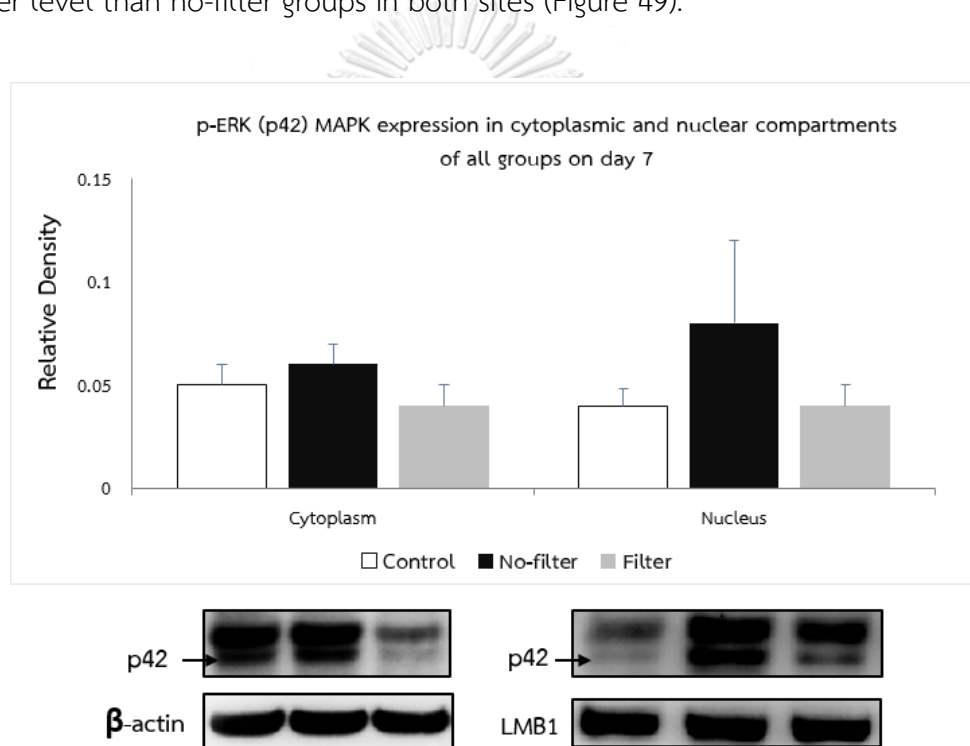 er level than no-filter groups in both sites (Figure 49).
p-ERK (p42) MAPK expression in cytoplasmic and nuclear compartments
of all groups on day 7
Relative Density
0.15
0.1
0.05
0
Cytoplasm Nucleus
Control No-filter Filter
p42 p42
β-actin LMB1